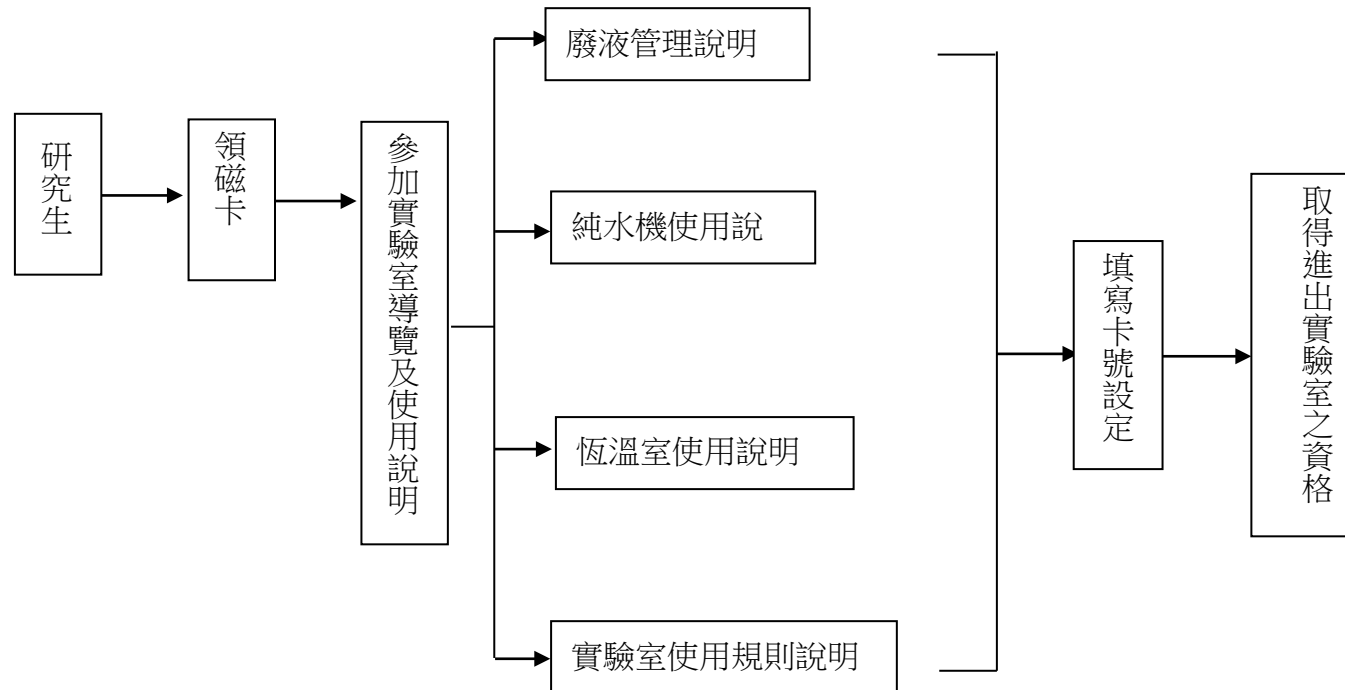 研究生
領磁卡
參加實驗室導覽及使用說明
廢液管理說明
純水機使用說
恆溫室使用說明
實驗室使用規則說明
填寫卡號設定
取得進出實驗室之資格